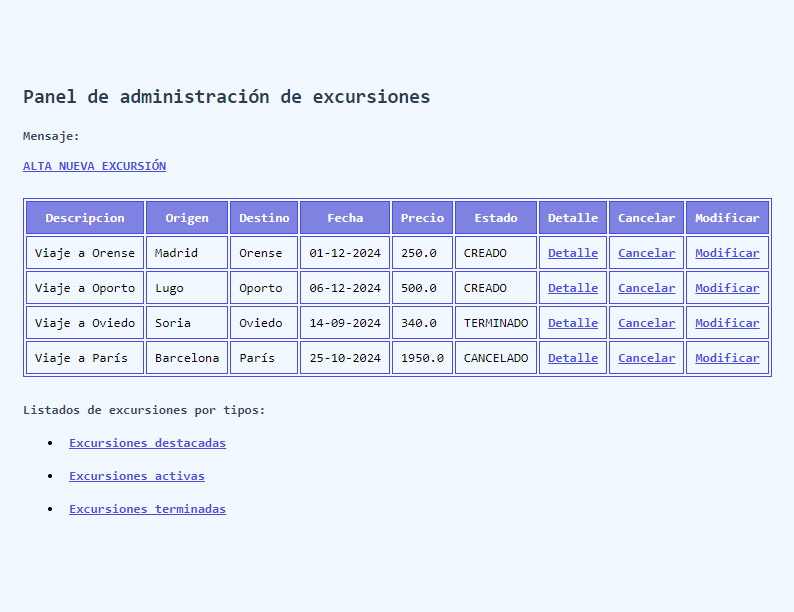 Panel de administración de excursiones
Mensaje:
ALTA NUEVA EXCURSIÓN
Descripcion Origen Destino Fecha Precio Estado Detalle Cancelar Modificar
Viaje a Orense Madrid Orense 01-12-2024 250.0 CREADO Detalle Cancelar Modificar
Viaje a Oporto Lugo Oporto 06-12-2024 500.0 CREADO Detalle Cancelar Modificar
Viaje a Oviedo Soria Oviedo 14-09-2024 340.0 TERMINADO Detalle Cancelar Modificar
Viaje a París Barcelona París 25-10-2024 1950.0 CANCELADO Detalle Cancelar Modificar
Listados de excursiones por tipos:
Excursiones destacadas
Excursiones activas
Excursiones terminadas